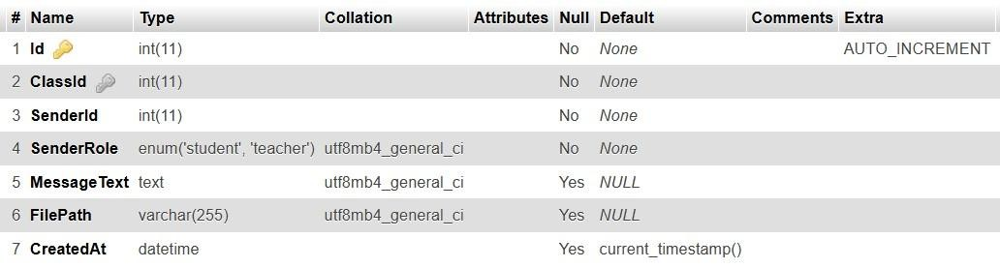 # Name Type Collation Attributes Null Default Comments Extra
1 Id int(11) No None AUTO_INCREMENT
2 ClassId int(11) No None
3 SenderId int(11) No None
4 SenderRole enum('student', 'teacher') utf8mb4_general_ci No None
5 MessageText text utf8mb4_general_ci Yes NULL
6 FilePath varchar(255) utf8mb4_general_ci Yes NULL
7 CreatedAt datetime Yes current_timestamp()